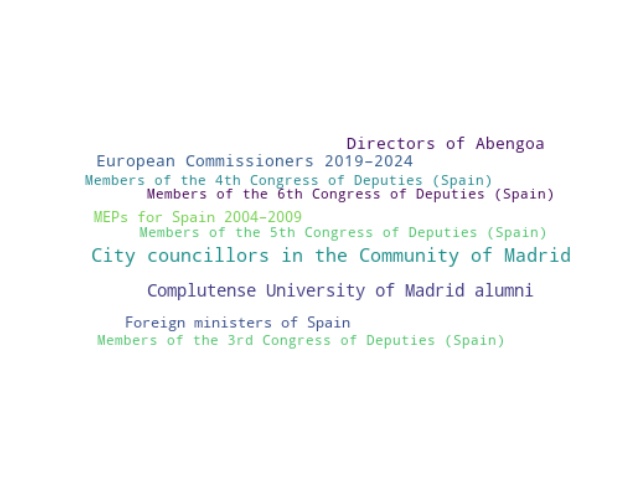 Directors of Abengoa
European Commissioners 2019–2024
Members of the 4th Congress of Deputies (Spain)
Members of the 6th Congress of Deputies (Spain)
MEPs for Spain 2004–2009
Members of the 5th Congress of Deputies (Spain)
City councillors in the Community of Madrid
Complutense University of Madrid alumni
Foreign ministers of Spain
Members of the 3rd Congress of Deputies (Spain)